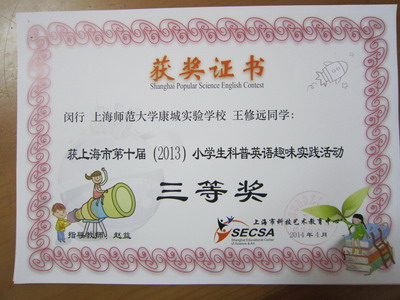 获奖证书
Shanghai Popular Science English Contest
闵行 上海师范大学康城实验学校 王修远同学:
获上海市第十届(2013)小学生科普英语趣味实践活动
三等奖
指导教师: 赵益
SECSA
Shanghai Educational Center
of Science & Art
上海市科技艺术教育中心
2014年4月